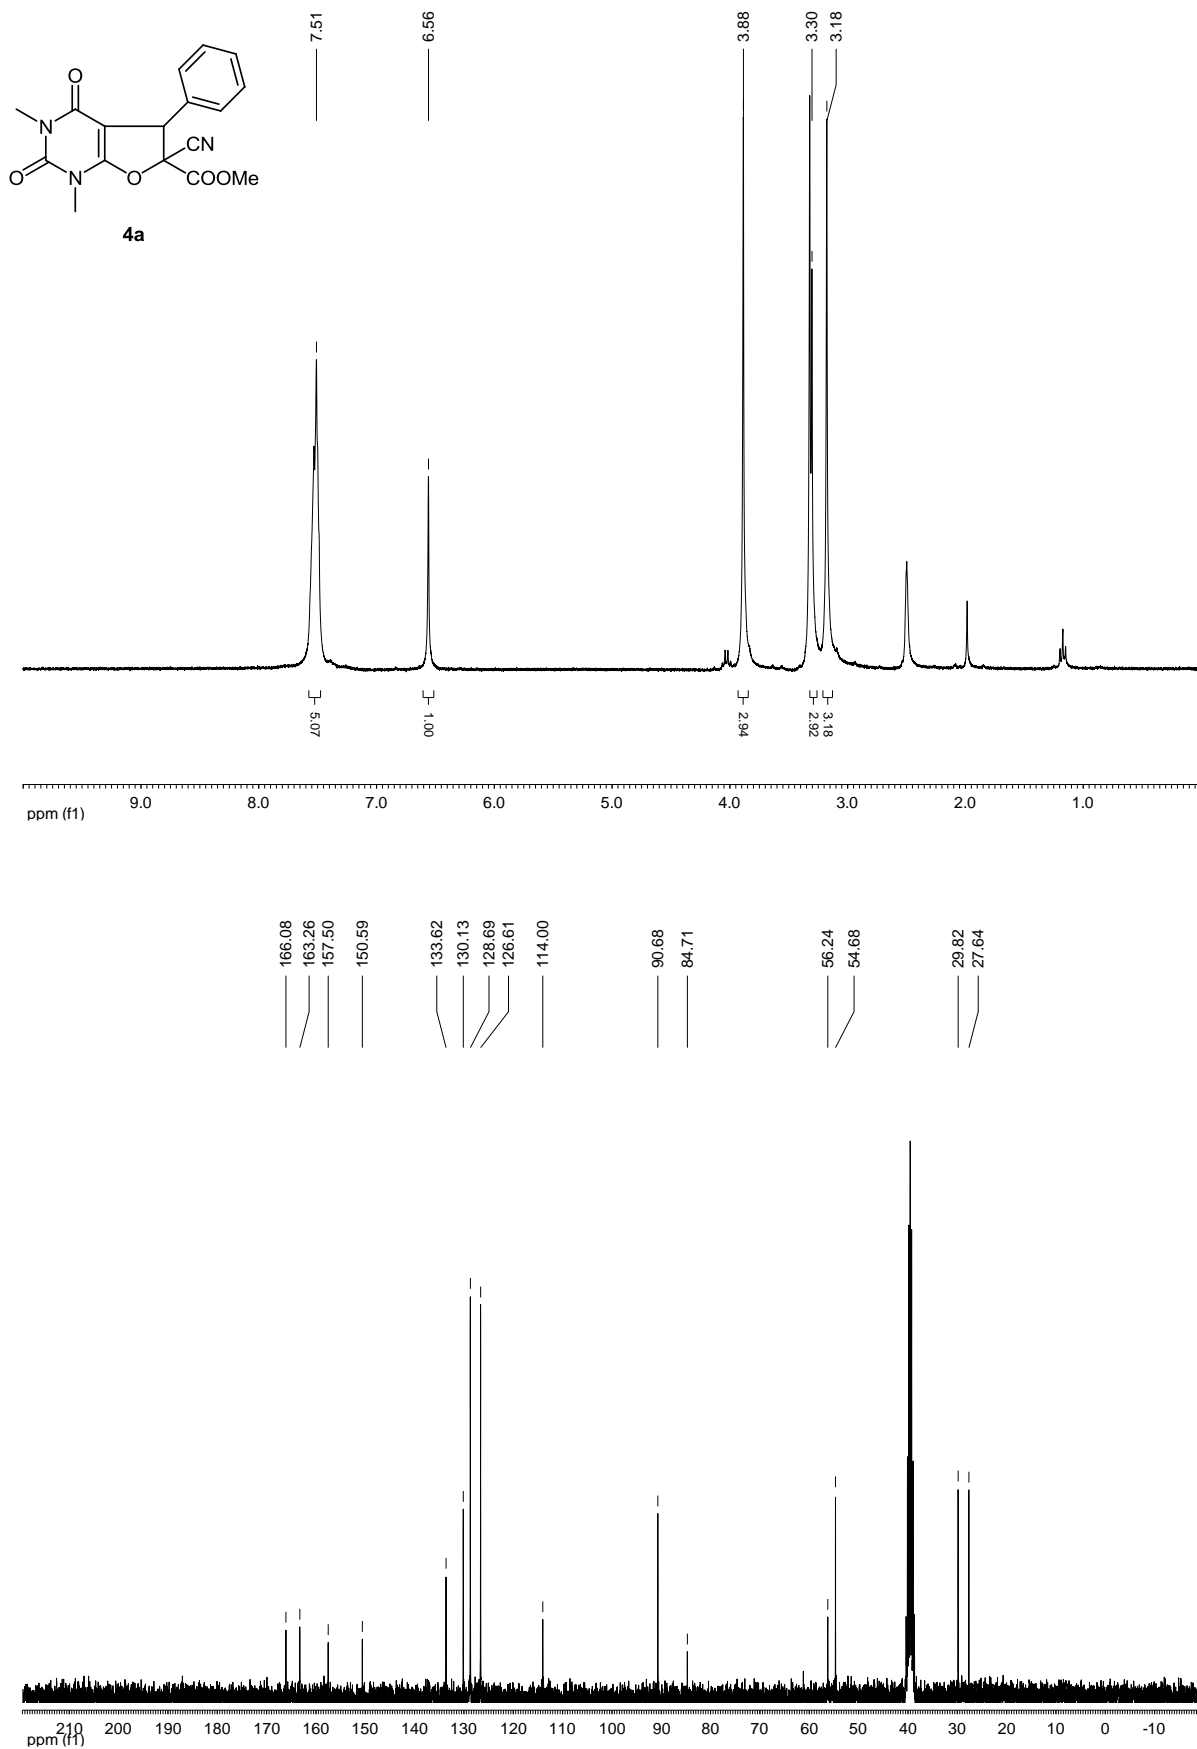 7.51 6.56 3.88 3.30 3.18
O
N
CN
O
N
O
COOMe
4a
5.07 1.00 2.94 2.92 3.18
9.0 8.0 7.0 6.0 5.0 4.0 3.0 2.0 1.0
ppm (f1)
166.08 163.26 157.50 150.59 133.62 130.13 128.69 126.61 114.00 90.68 84.71 56.24 54.68 29.82 27.64
210 200 190 180 170 160 150 140 130 120 110 100 90 80 70 60 50 40 30 20 10 0 -10
ppm (f1)